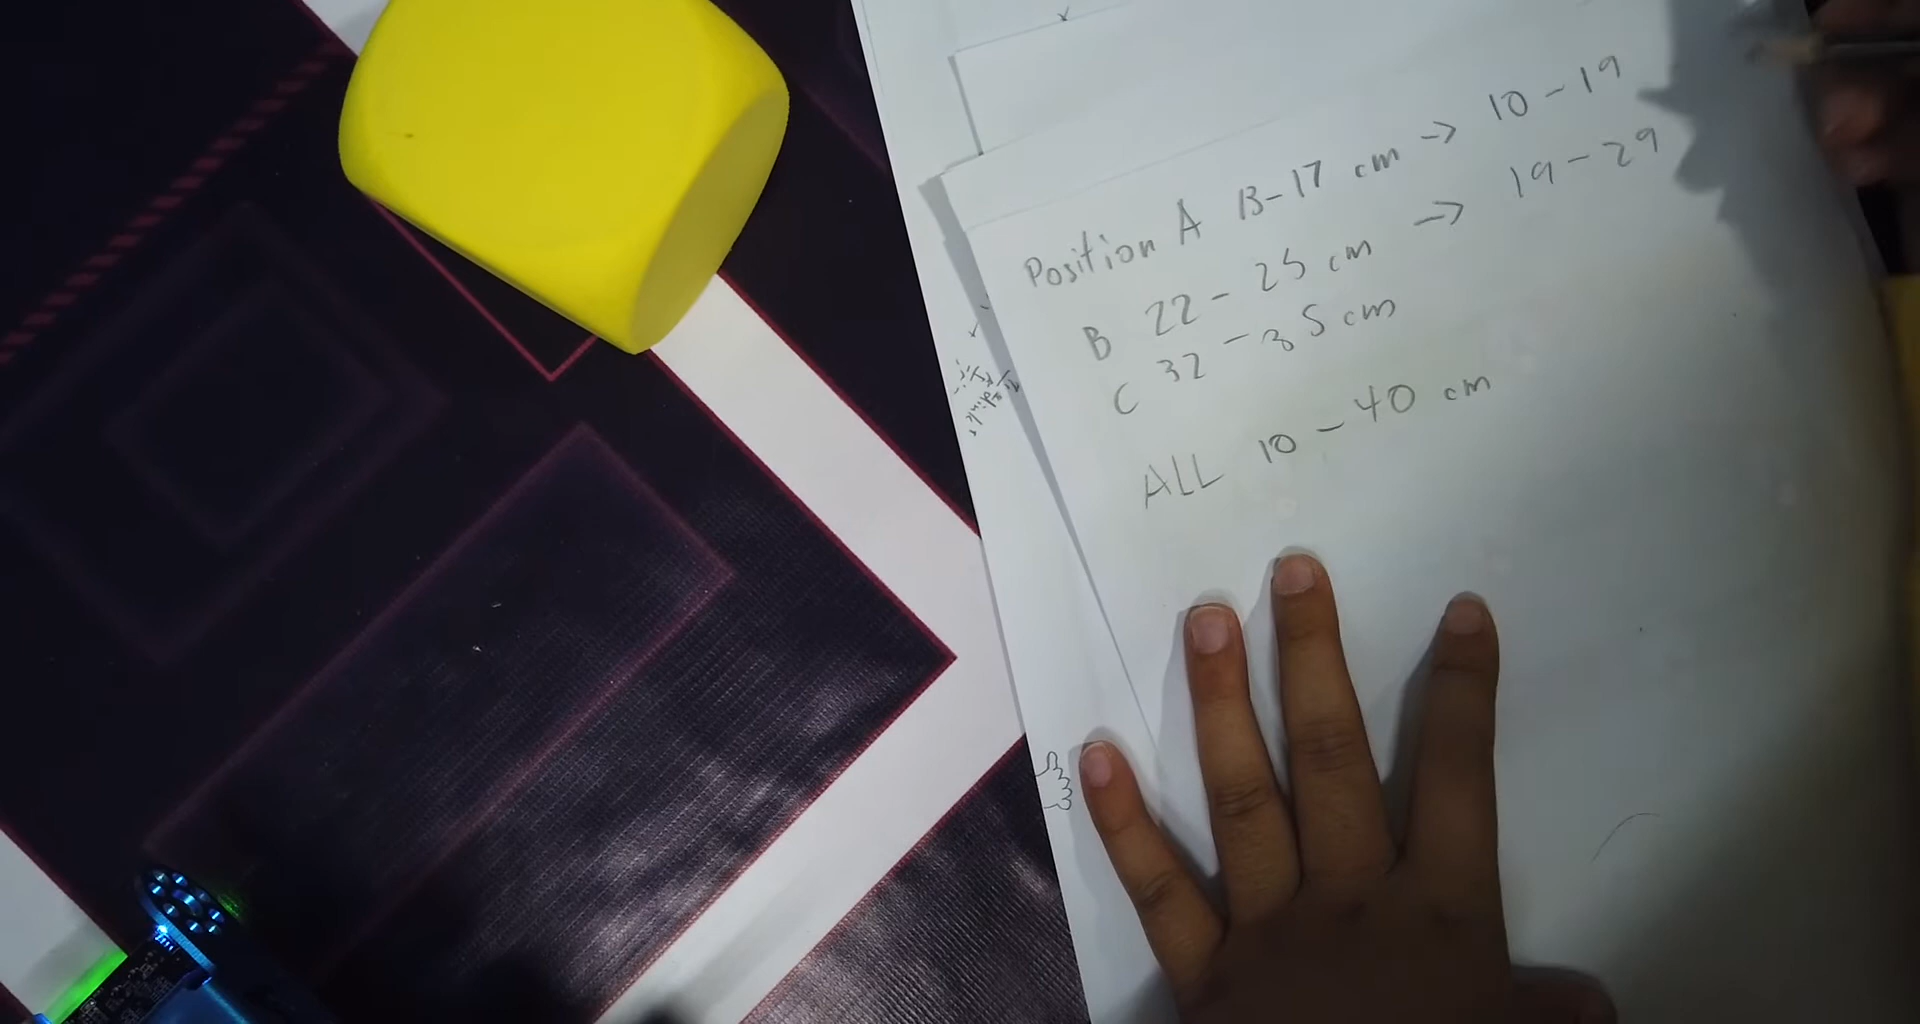 Position A 13-17 cm → 10-19
B 22-25 cm → 19-29
C 32-35 cm
ALL 10-40 cm